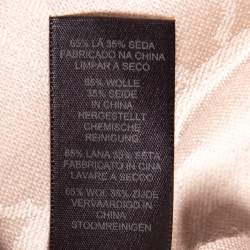 65% LÃ 35% SEDA
FABRICADO NA CHINA
LIMPAR A SECO
65% WOLLE
35% SEIDE
IN CHINA
HERGESTELLT
CHEMISCHE
REINIGUNG
65% LANA 35% SETA
FABBRICATO IN CINA
LAVARE A SECCO
65% WOL 35% ZIJDE
VERVAARDIGD IN
CHINA
STOOMREINIGEN